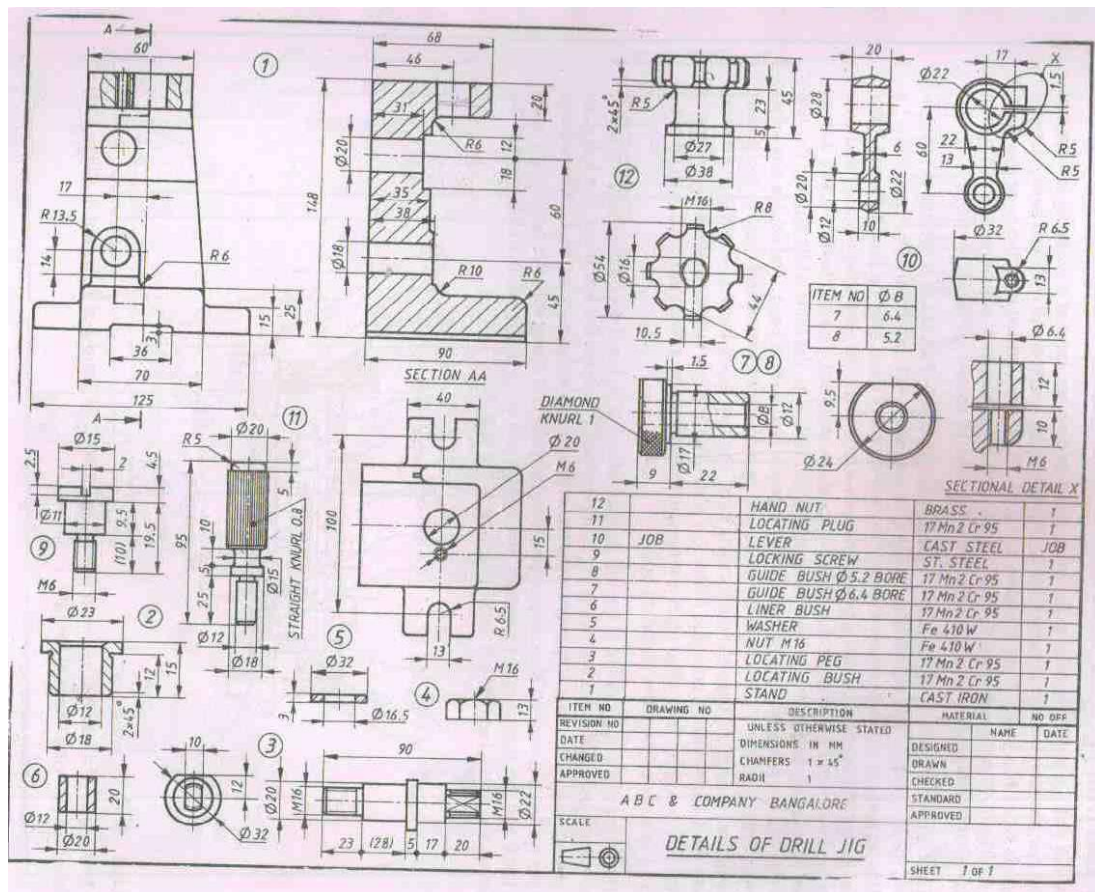 A
60
1
17
R 13.5
14
R 6
3
15
25
36
70
125
A
68
46
31
20
R6
Ø20
12
18
35
38
148
60
Ø18
R10
R6
45
90
SECTION AA
2×45°
R5
23
45
5
Ø27
Ø38
12
M16
R8
Ø54
Ø16
44
10.5
20
Ø28
6
Ø20
Ø12
Ø22
10
17
X
1.5
Ø22
60
22
13
R5
R5
10
Ø32
R 6.5
13
ITEM NO Ø B
7 6.4
8 5.2
7 8
1.5
DIAMOND
KNURL 1
ØB
Ø12
Ø17
9
22
9.5
Ø24
Ø 6.4
12
10
M6
SECTIONAL DETAIL X
Ø15
2.5
2
4.5
Ø11
9.5
(10)
19.5
9
M6
11
Ø20
R5
5
95
10
5
25
Ø15
STRAIGHT KNURL 0.8
Ø12
Ø18
40
Ø 20
M6
100
15
R 6.5
13
Ø23
2
12
15
Ø12
2×45°
Ø18
5
Ø32
3
Ø16.5
4
M16
13
6
20
Ø12
Ø20
10
12
Ø32
3
90
Ø20
M16
M16
Ø22
23
(28)
5
17
20
12 HAND NUT BRASS 1
11 LOCATING PLUG 17 Mn 2 Cr 95 1
10 JOB LEVER CAST STEEL JOB
9 LOCKING SCREW ST. STEEL 1
8 GUIDE BUSH Ø 5.2 BORE 17 Mn 2 Cr 95 1
7 GUIDE BUSH Ø 6.4 BORE 17 Mn 2 Cr 95 1
6 LINER BUSH 17 Mn 2 Cr 95 1
5 WASHER Fe 410 W 1
4 NUT M16 Fe 410 W 1
3 LOCATING PEG 17 Mn 2 Cr 95 1
2 LOCATING BUSH 17 Mn 2 Cr 95 1
1 STAND CAST IRON 1
ITEM NO DRAWING NO DESCRIPTION MATERIAL NO OFF
REVISION NO
DATE
CHANGED
APPROVED
UNLESS OTHERWISE STATED
DIMENSIONS IN MM
CHAMFERS 1 × 45°
RADII 1
NAME DATE
DESIGNED
DRAWN
CHECKED
STANDARD
APPROVED
A B C & COMPANY BANGALORE
SCALE
DETAILS OF DRILL JIG
SHEET 1 OF 1